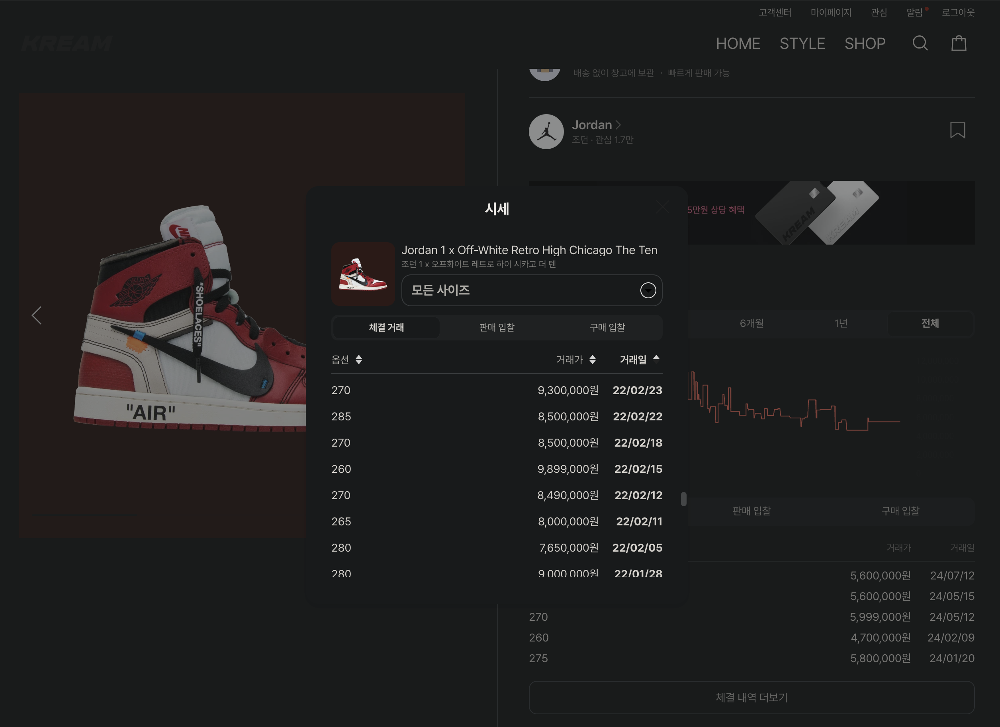 고객센터 마이페이지 관심 알림 로그아웃
KREAM
HOME STYLE SHOP
배송 없이 창고에 보관 · 빠르게 판매 가능
Jordan
조던 · 관심 1.7만
5만원 상당 혜택
KREAM
KREAM
AIR JORDAN
"SHOELACES"
"AIR"
시세
Jordan 1 x Off-White Retro High Chicago The Ten
조던 1 x 오프화이트 레트로 하이 시카고 더 텐
"AIR"
모든 사이즈
체결 거래 판매 입찰 구매 입찰
옵션 거래가 거래일
270 9,300,000원 22/02/23
285 8,500,000원 22/02/22
270 8,500,000원 22/02/18
260 9,899,000원 22/02/15
270 8,490,000원 22/02/12
265 8,000,000원 22/02/11
280 7,650,000원 22/02/05
280 9,000,000원 22/01/28
6개월 1년 전체
판매 입찰 구매 입찰
거래가 거래일
5,600,000원 24/07/12
5,600,000원 24/05/15
270 5,999,000원 24/05/12
260 4,700,000원 24/02/09
275 5,800,000원 24/01/20
체결 내역 더보기